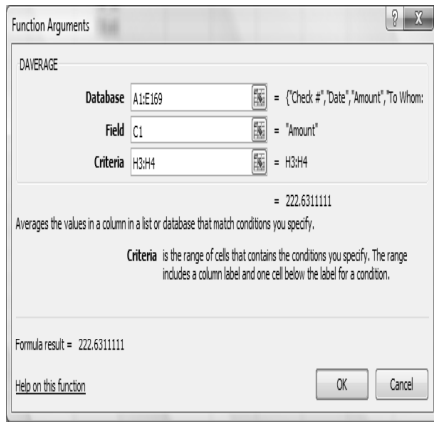 Function Arguments
DAVERAGE
Database A1:E169 = {"Check #","Date","Amount","To Whom:
Field C1 = "Amount"
Criteria H3:H4 = H3:H4
= 222.6311111
Averages the values in a column in a list or database that match conditions you specify.
Criteria is the range of cells that contains the conditions you specify. The range
includes a column label and one cell below the label for a condition.
Formula result = 222.6311111
Help on this function OK Cancel